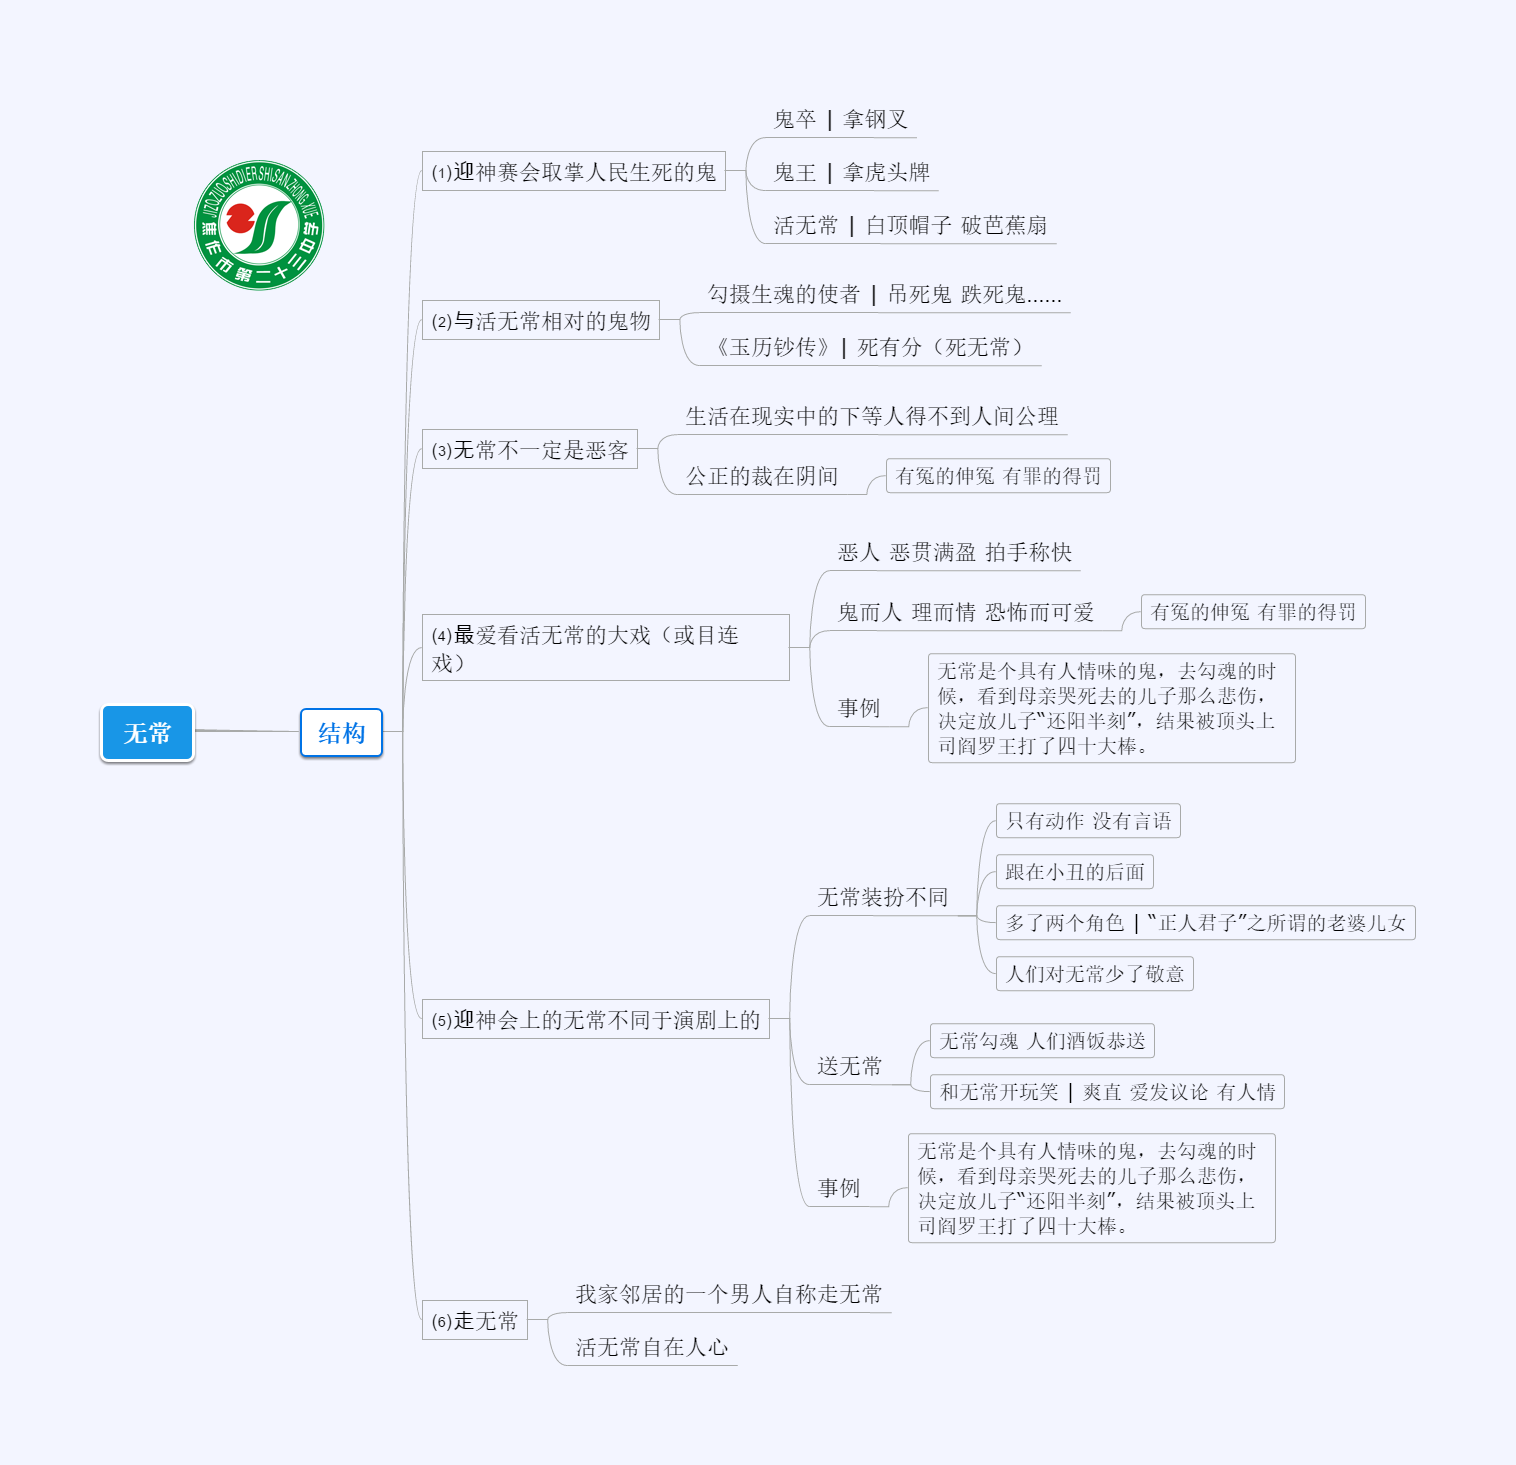 JIZOZUOSHIDIERSHISANZHONGXUE
焦作市第二十三中学
无常
结构
(1)迎神赛会取掌人民生死的鬼
鬼卒 | 拿钢叉
鬼王 | 拿虎头牌
活无常 | 白顶帽子 破芭蕉扇
(2)与活无常相对的鬼物
勾摄生魂的使者 | 吊死鬼 跌死鬼……
《玉历钞传》| 死有分（死无常）
(3)无常不一定是恶客
生活在现实中的下等人得不到人间公理
公正的裁在阴间
有冤的伸冤 有罪的得罚
(4)最爱看活无常的大戏（或目连
戏）
恶人 恶贯满盈 拍手称快
鬼而人 理而情 恐怖而可爱
有冤的伸冤 有罪的得罚
事例
无常是个具有人情味的鬼，去勾魂的时
候，看到母亲哭死去的儿子那么悲伤，
决定放儿子“还阳半刻”，结果被顶头上
司阎罗王打了四十大棒。
(5)迎神会上的无常不同于演剧上的
无常装扮不同
只有动作 没有言语
跟在小丑的后面
多了两个角色 | “正人君子”之所谓的老婆儿女
人们对无常少了敬意
送无常
无常勾魂 人们酒饭恭送
和无常开玩笑 | 爽直 爱发议论 有人情
事例
无常是个具有人情味的鬼，去勾魂的时
候，看到母亲哭死去的儿子那么悲伤，
决定放儿子“还阳半刻”，结果被顶头上
司阎罗王打了四十大棒。
(6)走无常
我家邻居的一个男人自称走无常
活无常自在人心